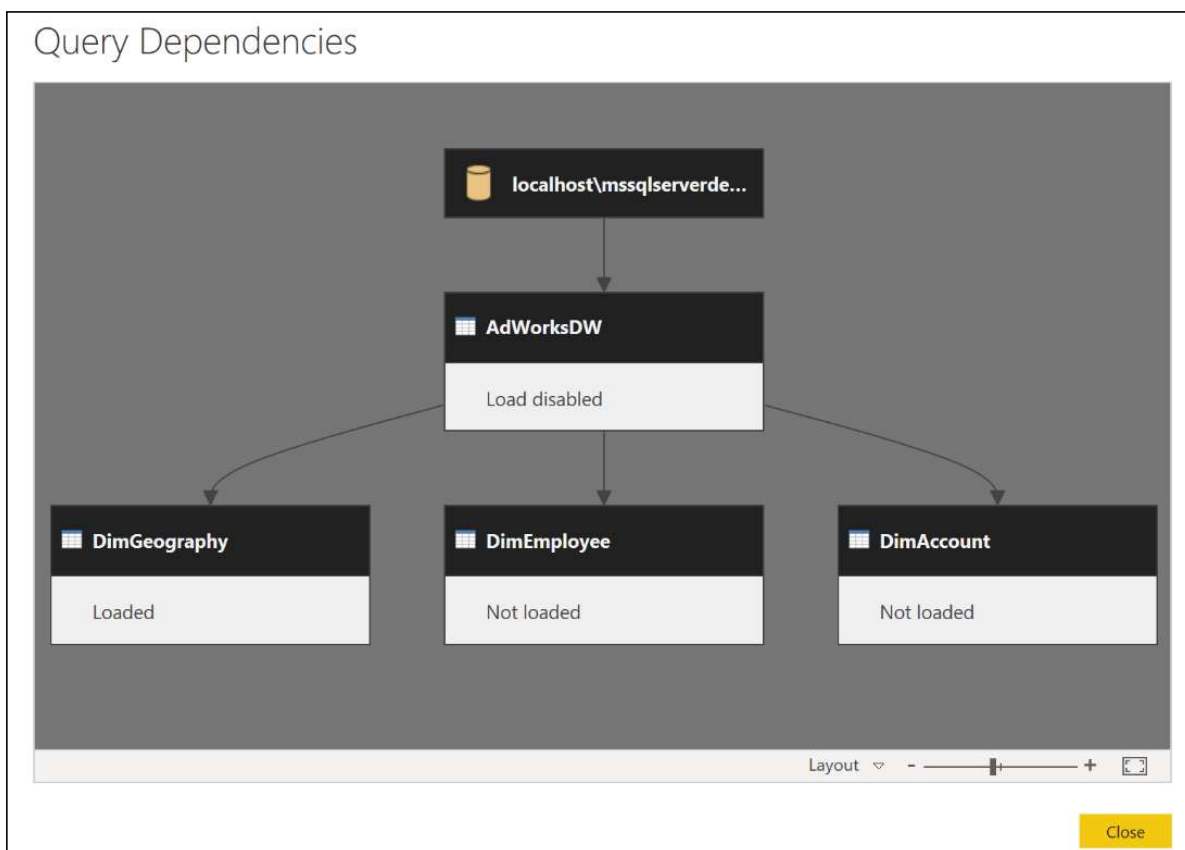 Query Dependencies
localhost\mssqlserverde...
AdWorksDW
Load disabled
DimGeography
DimEmployee
DimAccount
Loaded
Not loaded
Not loaded
Layout
- +
Close